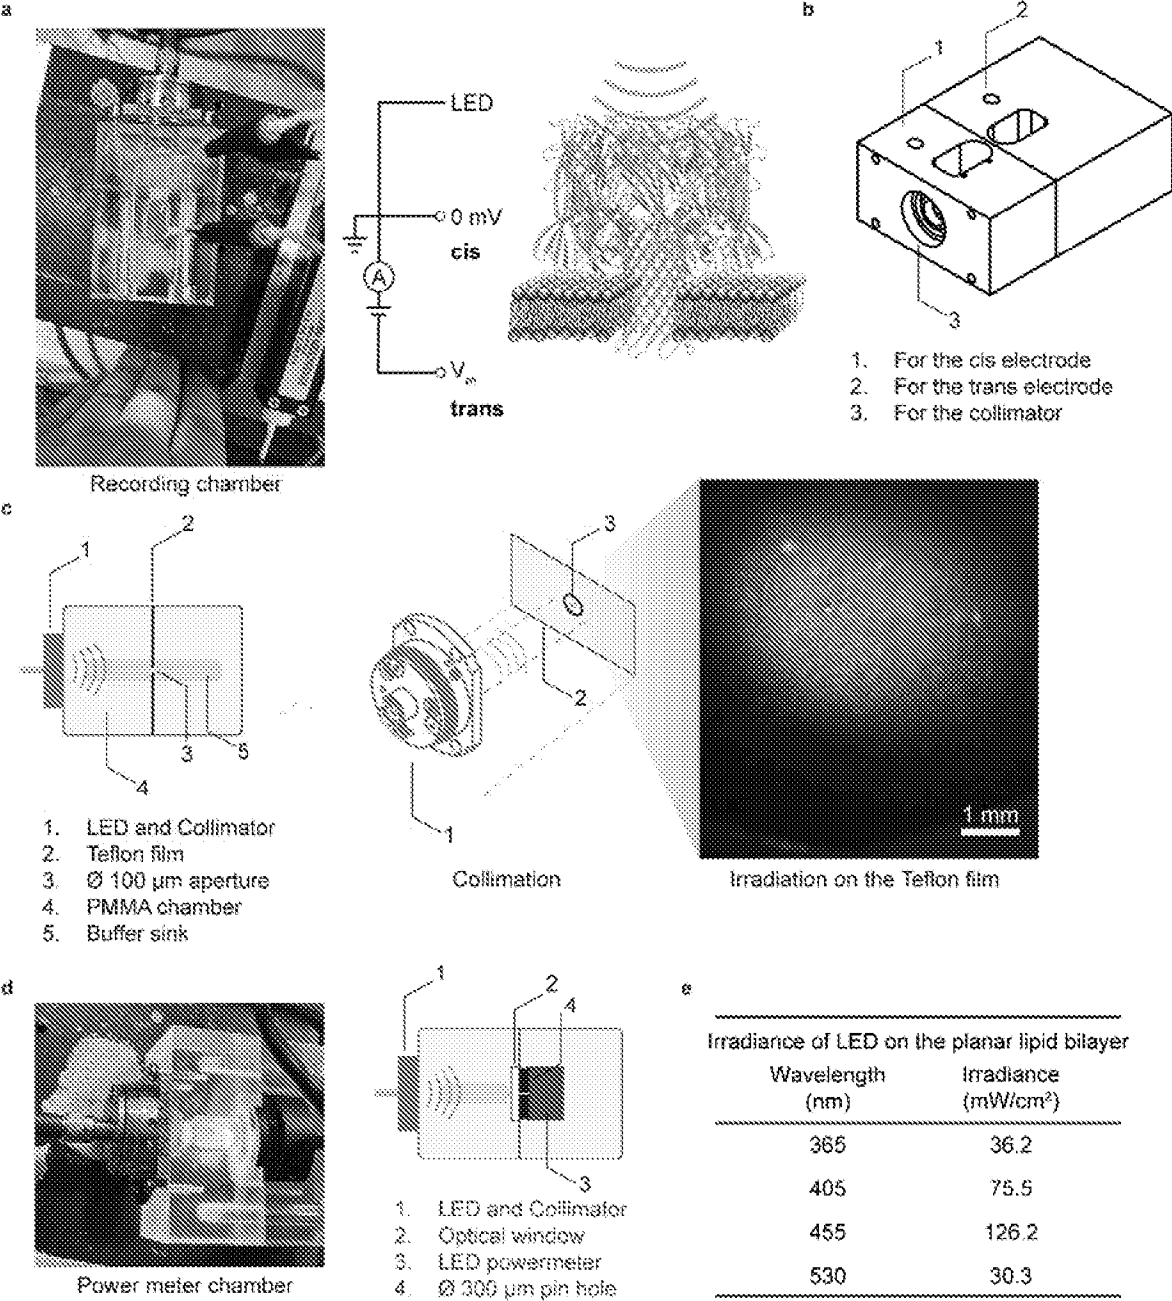 a
LED
0 mV
cis
A
Vm
trans
Recording chamber
b
1
2
3
1. For the cis electrode
2. For the trans electrode
3. For the collimator
c
1
2
3
4
5
1. LED and Collimator
2. Teflon film
3. Ø 100 µm aperture
4. PMMA chamber
5. Buffer sink
3
2
1
Collimation
1 mm
Irradiation on the Teflon film
d
Power meter chamber
1
2
4
3
1. LED and Collimator
2. Optical window
3. LED powermeter
4. Ø 300 µm pin hole
e
Irradiance of LED on the planar lipid bilayer
Wavelength (nm) Irradiance (mW/cm²)
365 36.2
405 75.5
455 126.2
530 30.3